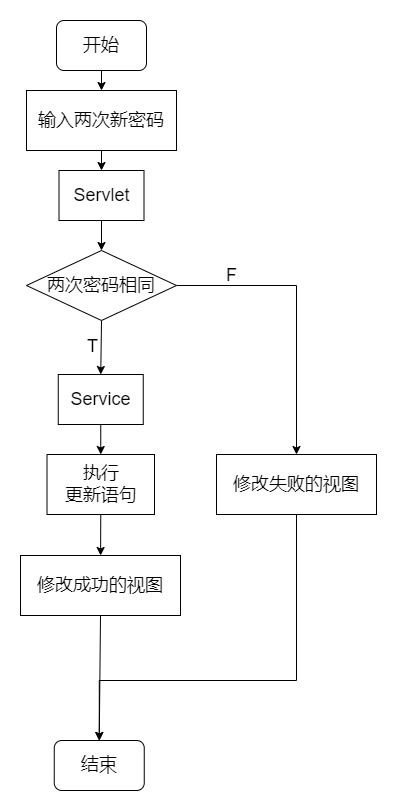 开始
输入两次新密码
Servlet
两次密码相同
F
T
Service
执行
更新语句
修改失败的视图
修改成功的视图
结束